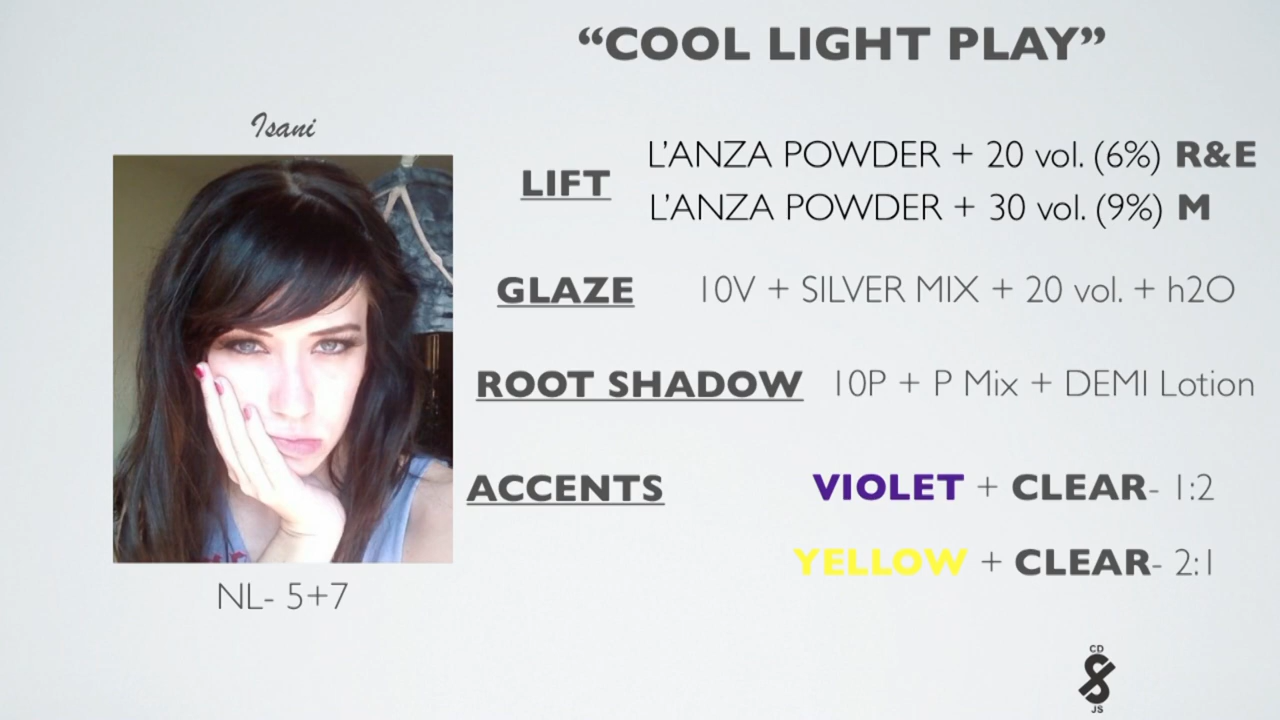 “COOL LIGHT PLAY”
Isani
LIFT
L’ANZA POWDER + 20 vol. (6%) R&E
L’ANZA POWDER + 30 vol. (9%) M
GLAZE 10V + SILVER MIX + 20 vol. + h2O
ROOT SHADOW 10P + P Mix + DEMI Lotion
ACCENTS VIOLET + CLEAR- 1:2
YELLOW + CLEAR- 2:1
NL- 5+7
CD
JS